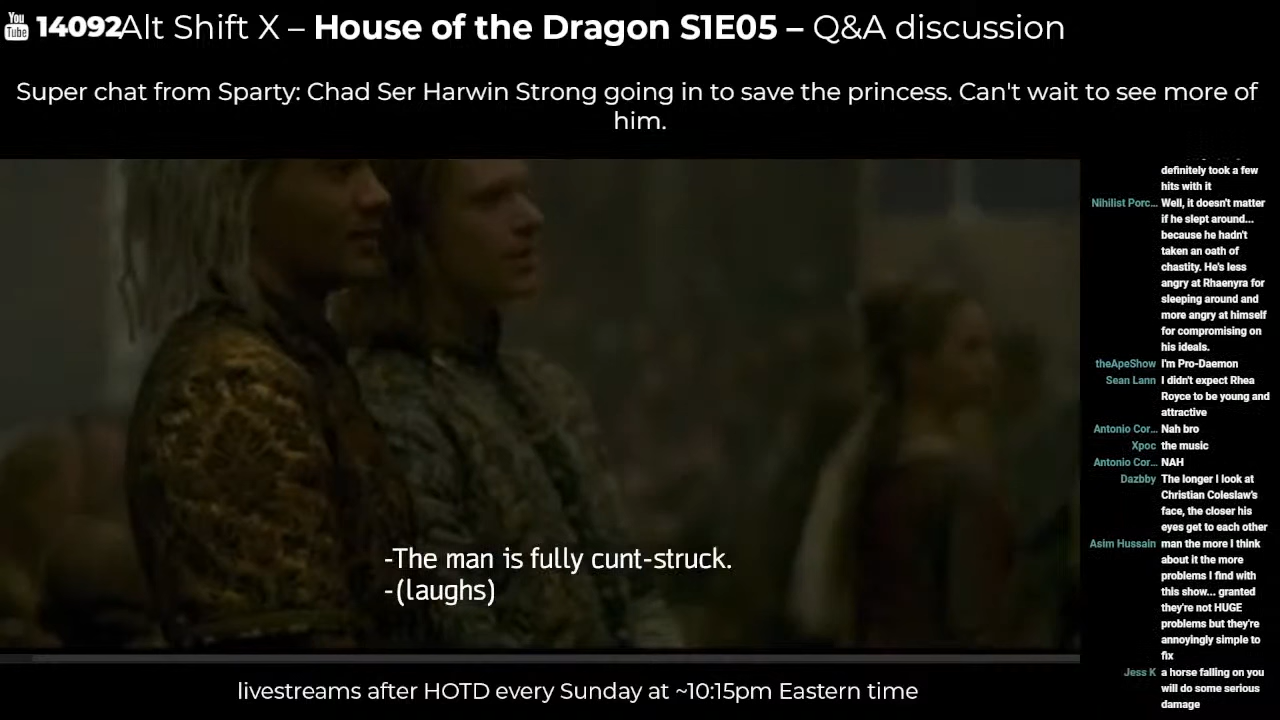 You Tube 14092 Alt Shift X – House of the Dragon S1E05 – Q&A discussion
Super chat from Sparty: Chad Ser Harwin Strong going in to save the princess. Can't wait to see more of
him.
-The man is fully cunt-struck.
-(laughs)
livestreams after HOTD every Sunday at ~10:15pm Eastern time
definitely took a few
hits with it
Nihilist Porc... Well, it doesn't matter
if he slept around...
because he hadn't
taken an oath of
chastity. He's less
angry at Rhaenyra for
sleeping around and
more angry at himself
for compromising on
his ideals.
theApeShow I'm Pro-Daemon
Sean Lann I didn't expect Rhea
Royce to be young and
attractive
Antonio Cor... Nah bro
Xpoc the music
Antonio Cor... NAH
Dazbby The longer I look at
Christian Coleslaw's
face, the closer his
eyes get to each other
Asim Hussain man the more I think
about it the more
problems I find with
this show... granted
they're not HUGE
problems but they're
annoyingly simple to
fix
Jess K a horse falling on you
will do some serious
damage